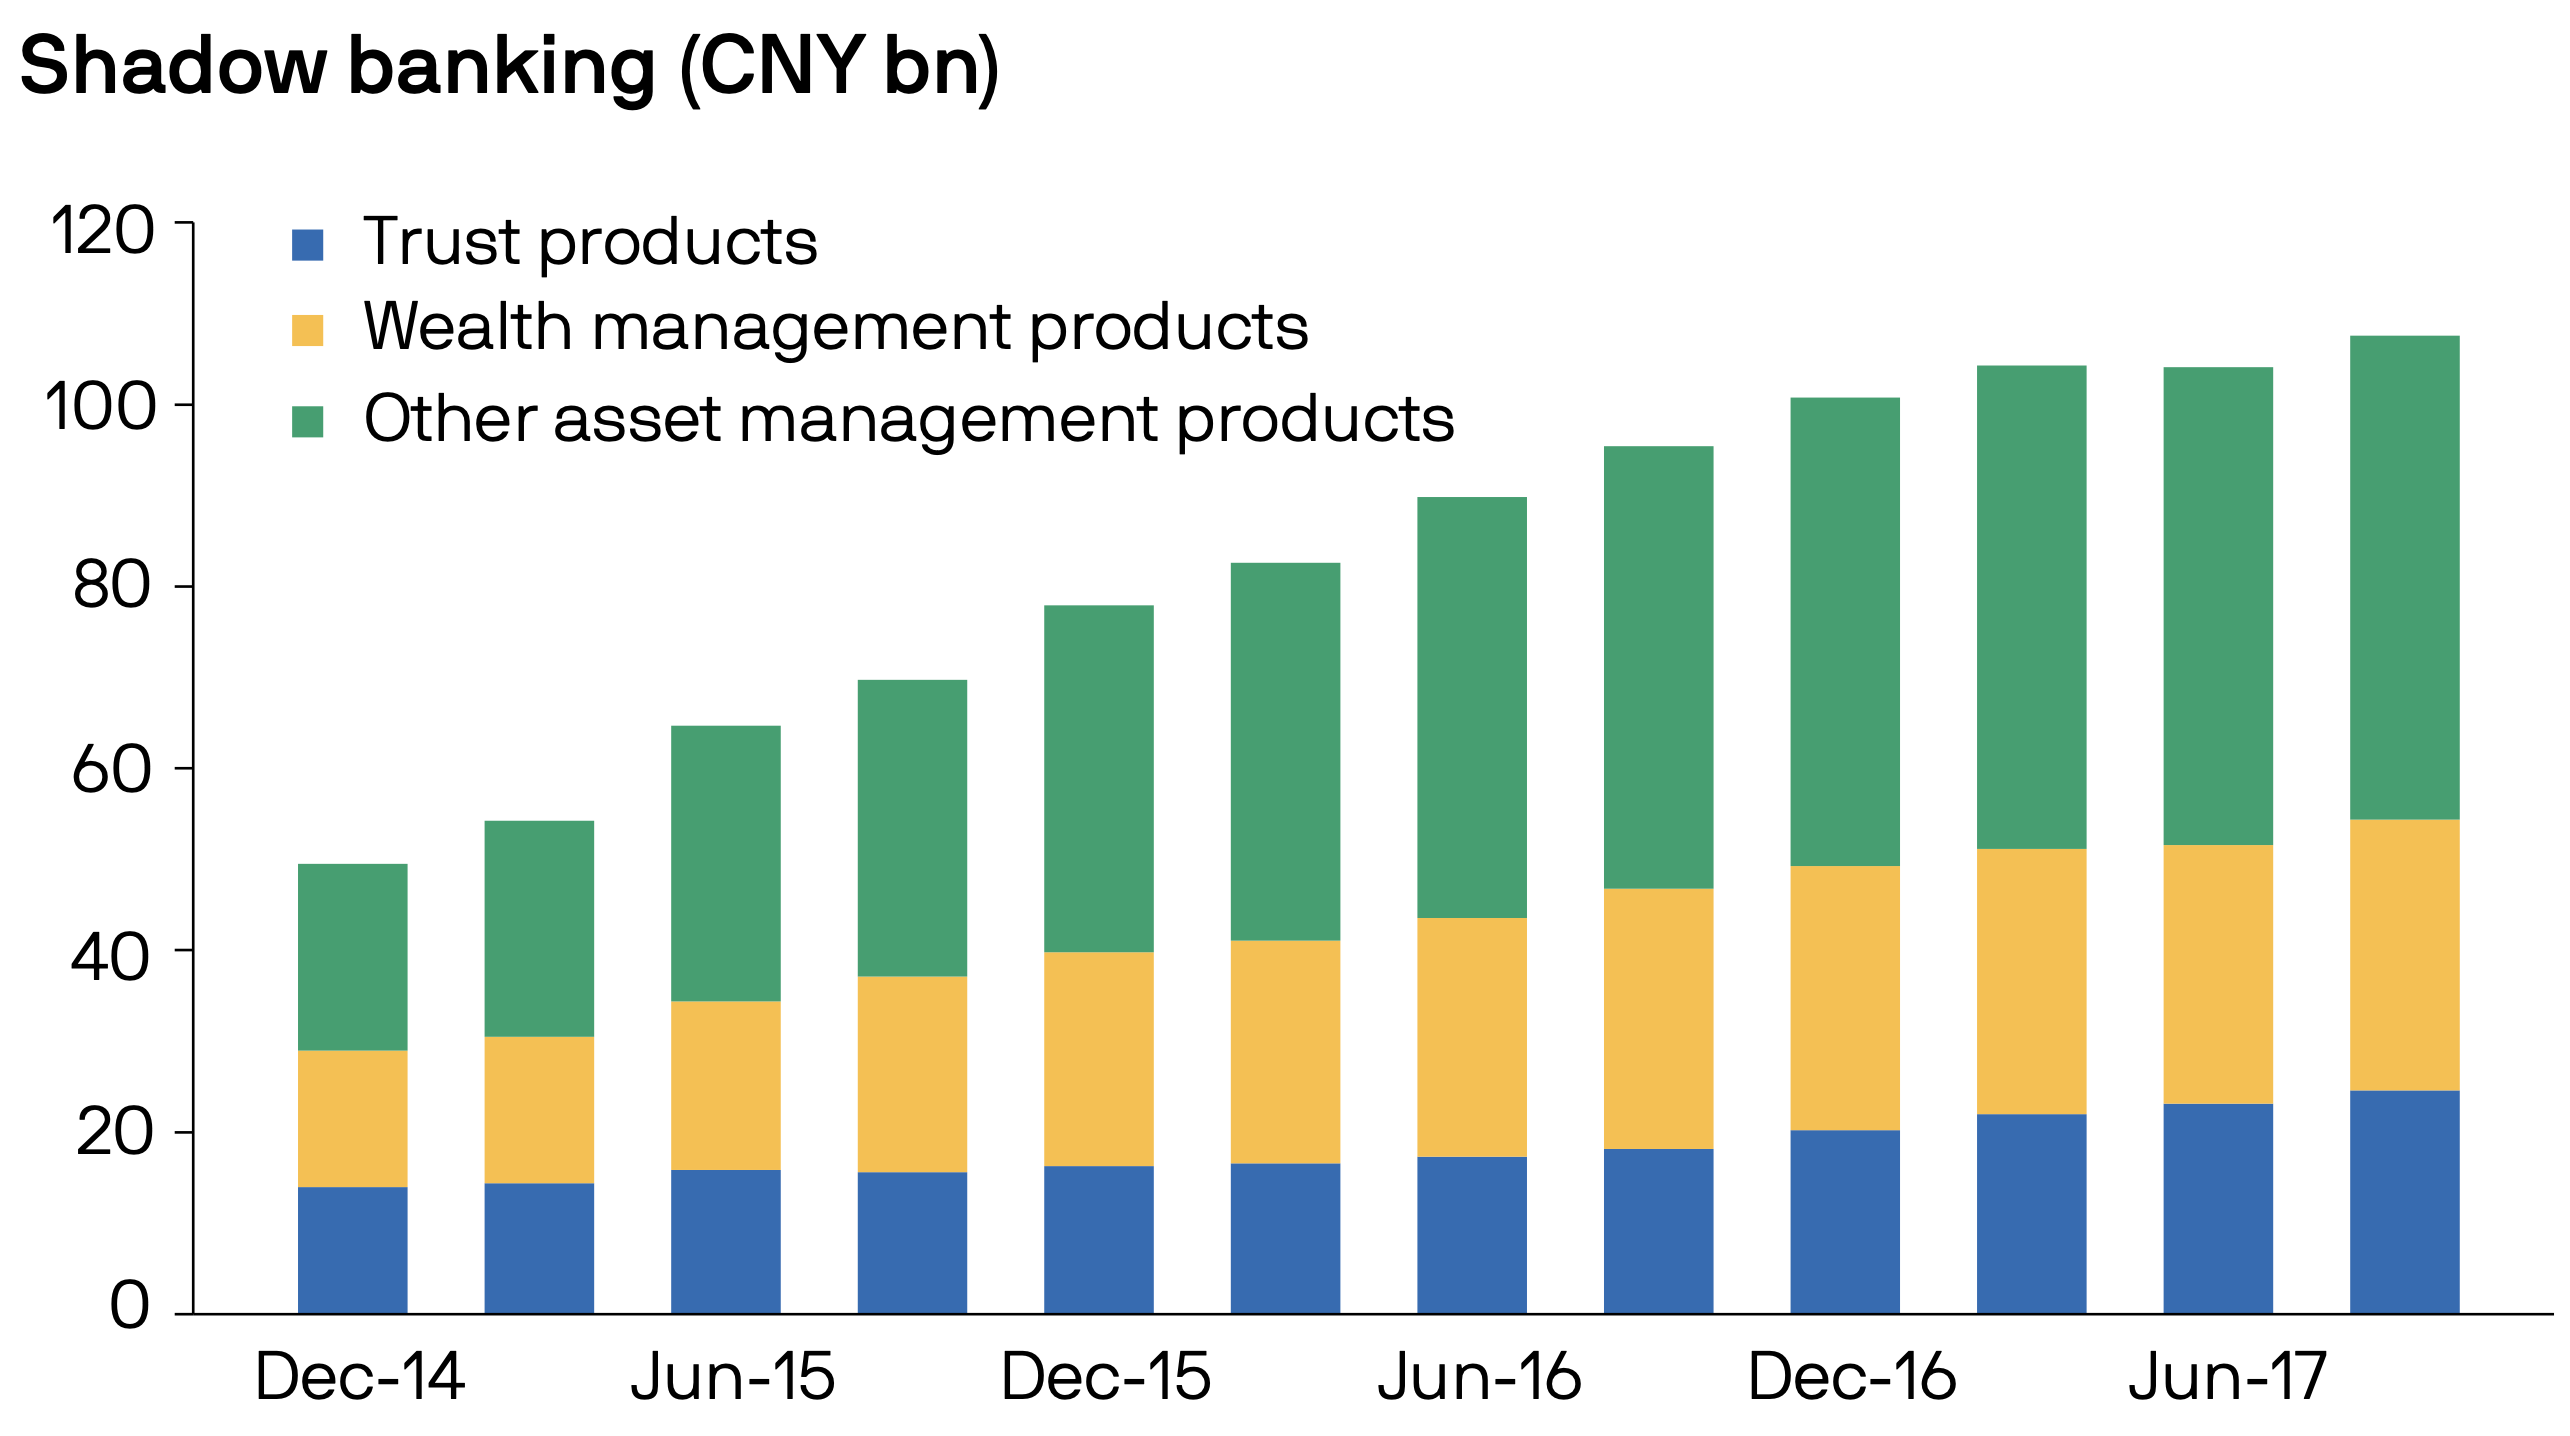 Shadow banking (CNY bn)
120
100
80
60
40
20
0
Trust products
Wealth management products
Other asset management products
Dec-14 Jun-15 Dec-15 Jun-16 Dec-16 Jun-17